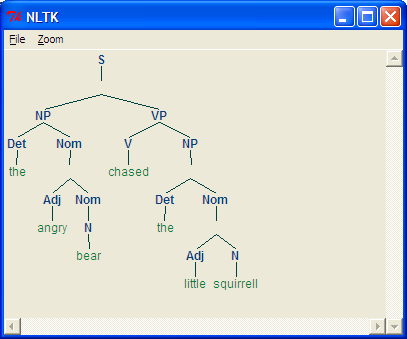 NLTK
File Zoom
S
NP VP
Det Nom V NP
the chased
Adj Nom Det Nom
angry N the
bear Adj N
little squirrell